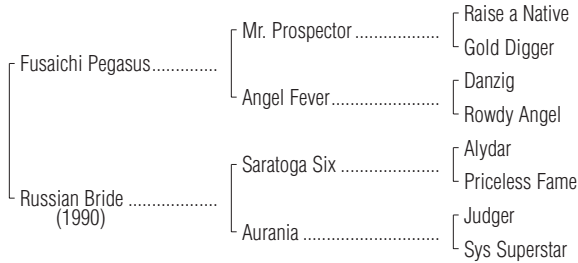 Raise a Native
Mr. Prospector ...................
Gold Digger
Fusaichi Pegasus.............
Danzig
Angel Fever........................
Rowdy Angel
Alydar
Saratoga Six ......................
Priceless Fame
Russian Bride ..................
(1990)
Judger
Aurania ..............................
Sys Superstar